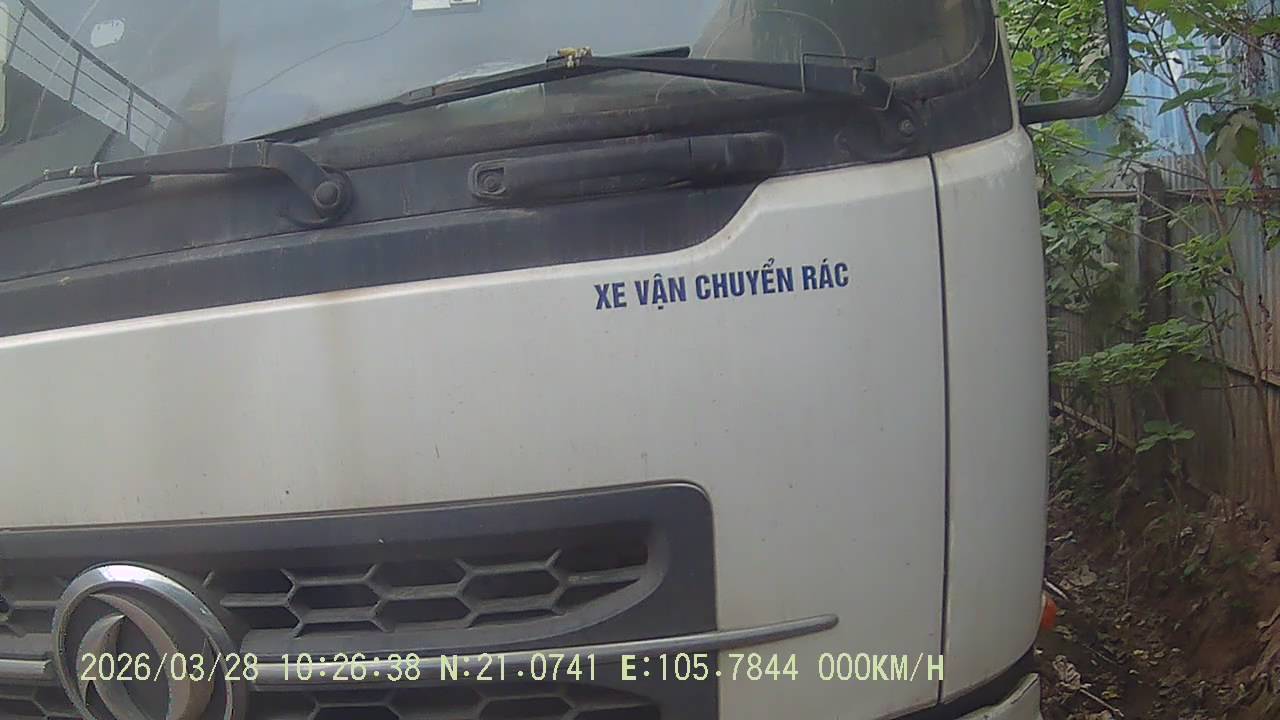 XE VẬN CHUYỂN RÁC
2026/03/28 10:26:38 N:21.0741 E:105.7844 000KM/H